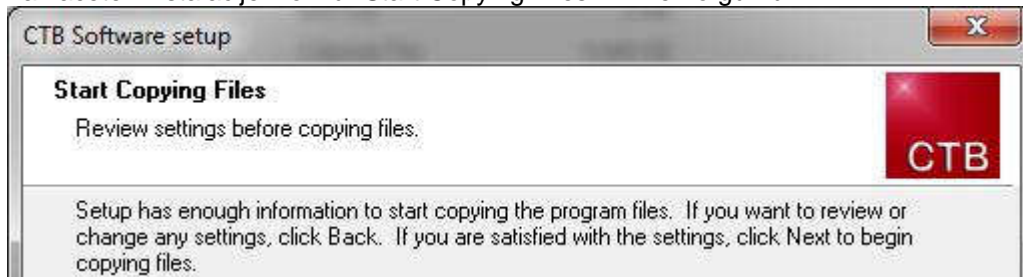 CTB Software setup
Start Copying Files
Review settings before copying files.
CTB
Setup has enough information to start copying the program files. If you want to review or
change any settings, click Back. If you are satisfied with the settings, click Next to begin
copying files.